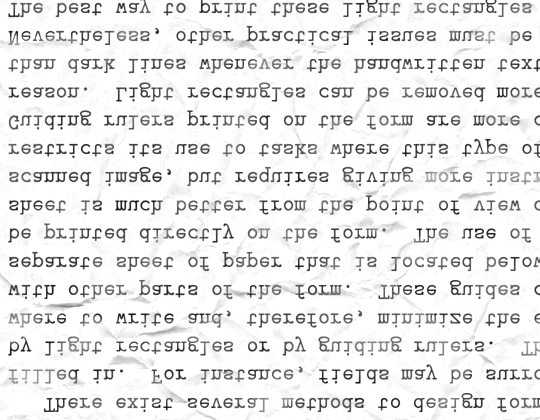 There exist several methods to design form
filled in. For instance, fields may be surro
by light rectangles or by guiding rulers. Th
where to write and, therefore, minimize the e
with other parts of the form. These guides c
separate sheet of paper that is located below
be printed directly on the form. The use of
sheet is much better from the point of view o
scanned image, but requires giving more instr
restricts its use to tasks where this type of
Guiding rulers printed on the form are more c
reason. Light rectangles can be removed more
than dark lines whenever the handwritten text
Nevertheless, other practical issues must be
The best way to print these light rectangles